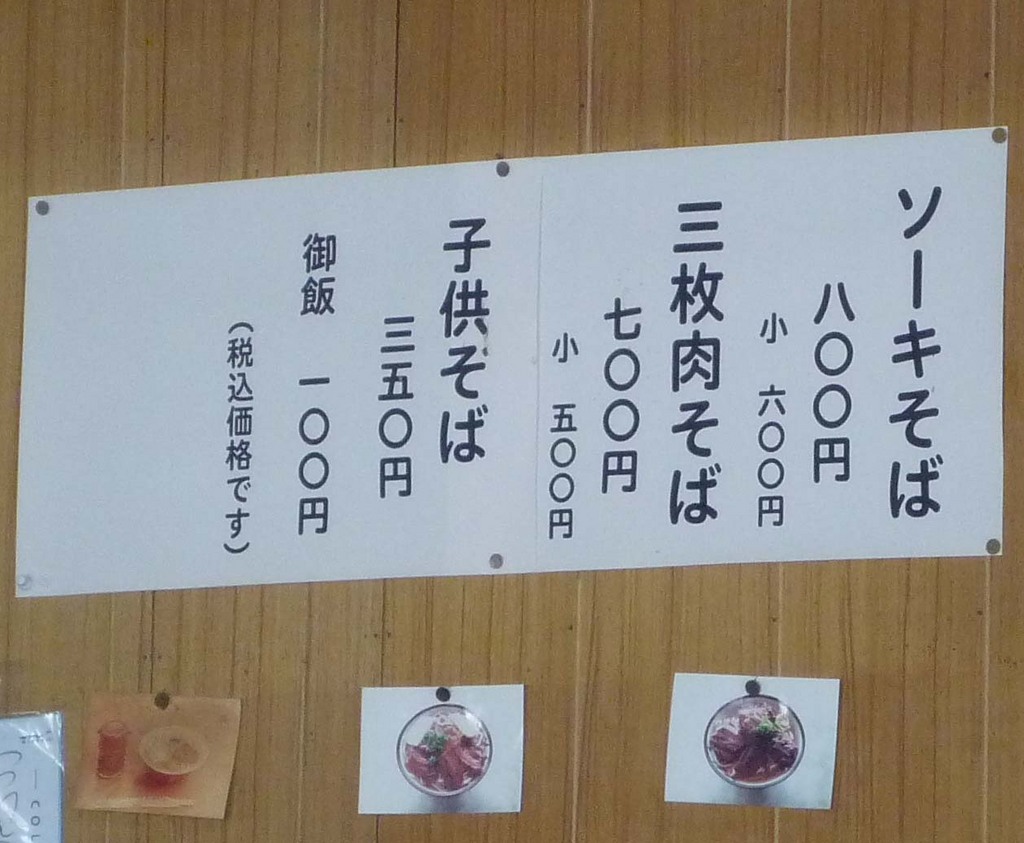 ソーキそば
八〇〇円
小 六〇〇円
三枚肉そば
七〇〇円
小 五〇〇円
子供そば
三五〇円
御飯 一〇〇円
（税込価格です）